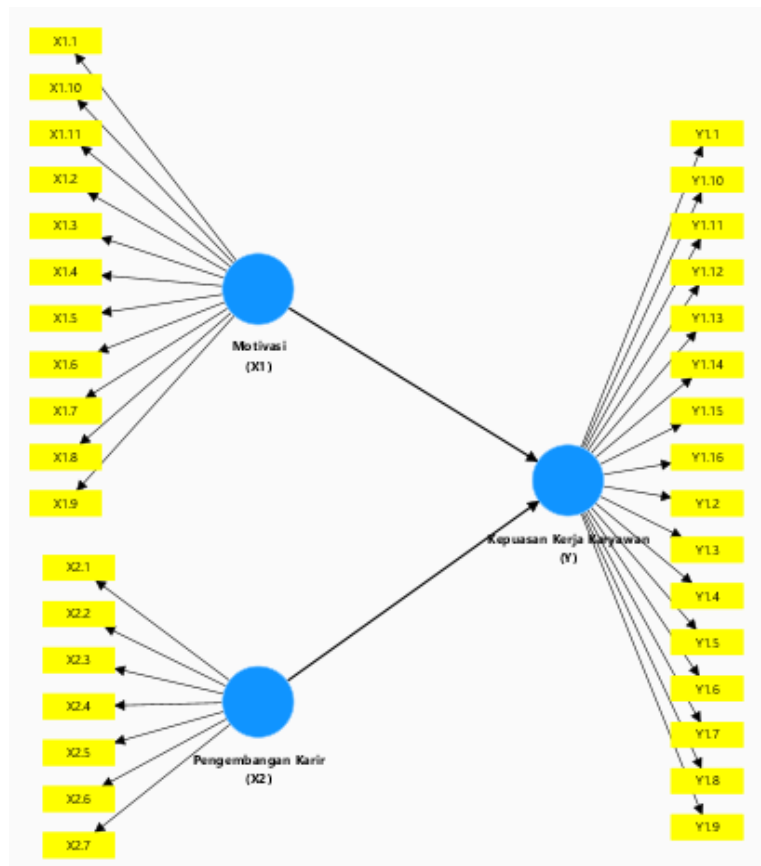 X1.1
X1.10
X1.11
X1.2
X1.3
X1.4
X1.5
X1.6
X1.7
X1.8
X1.9
Motivasi
(X1)
X2.1
X2.2
X2.3
X2.4
X2.5
X2.6
X2.7
Pengembangan Karir
(X2)
Kepuasan Kerja Karyawan
(Y)
Y1.1
Y1.10
Y1.11
Y1.12
Y1.13
Y1.14
Y1.15
Y1.16
Y1.2
Y1.3
Y1.4
Y1.5
Y1.6
Y1.7
Y1.8
Y1.9